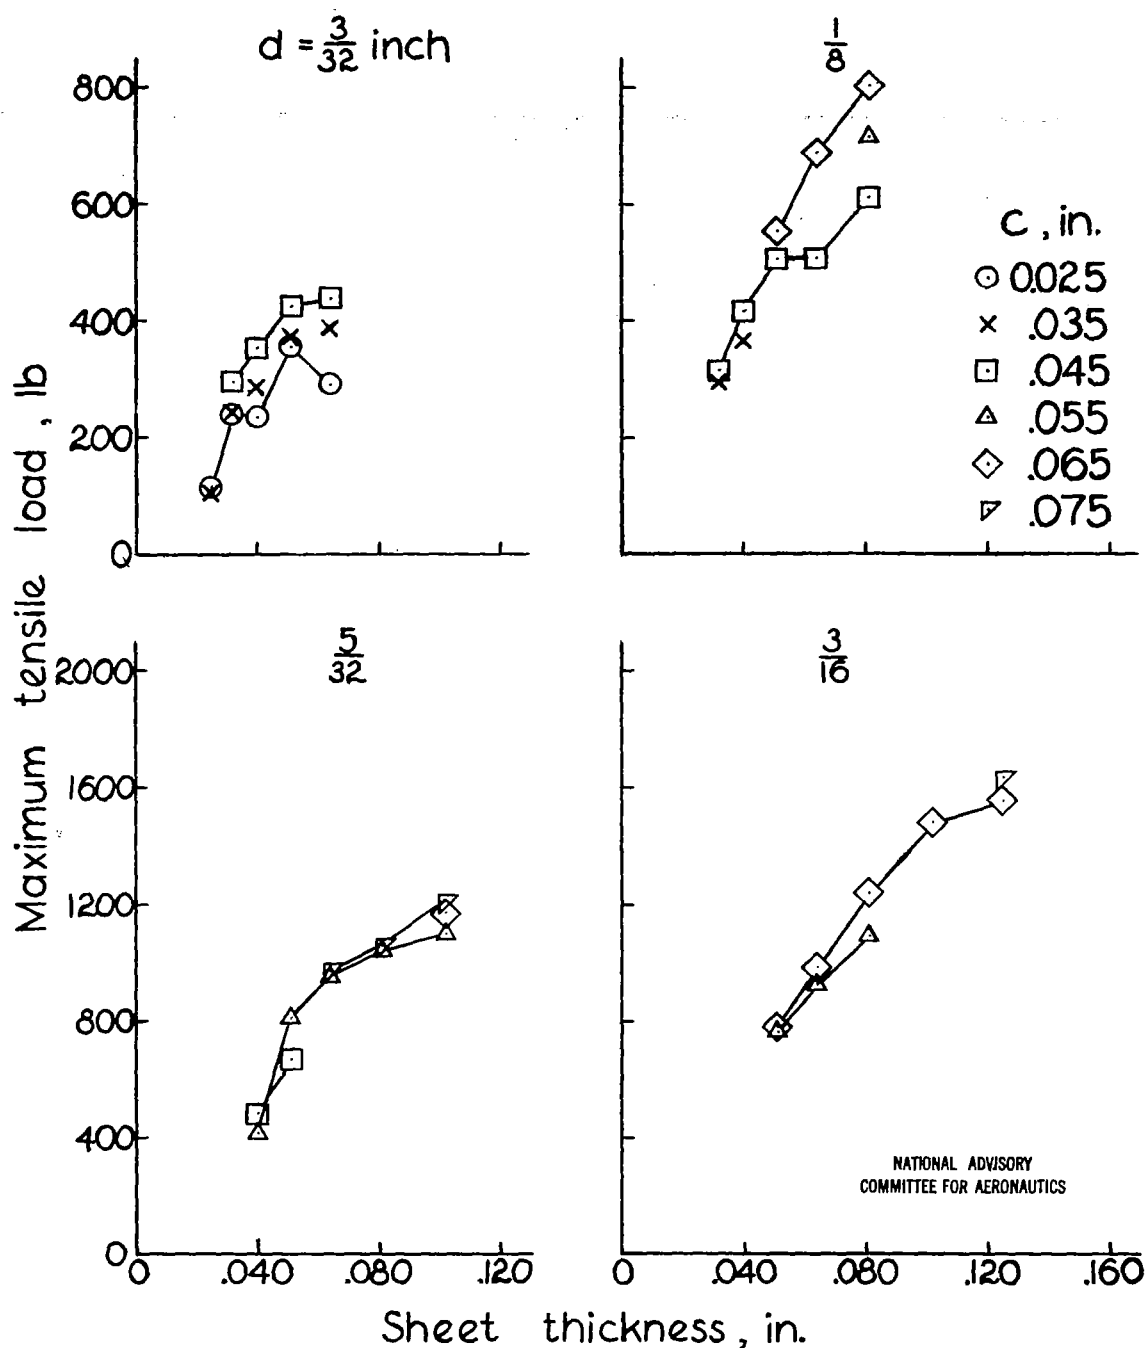 d = 3/32 inch
1/8
800
600
400
200
0
c, in.
0.025
.035
.045
.055
.065
.075
Maximum tensile load, lb
5/32
3/16
2000
1600
1200
800
400
0
NATIONAL ADVISORY
COMMITTEE FOR AERONAUTICS
0 .040 .080 .120
0 .040 .080 .120 .160
Sheet thickness, in.